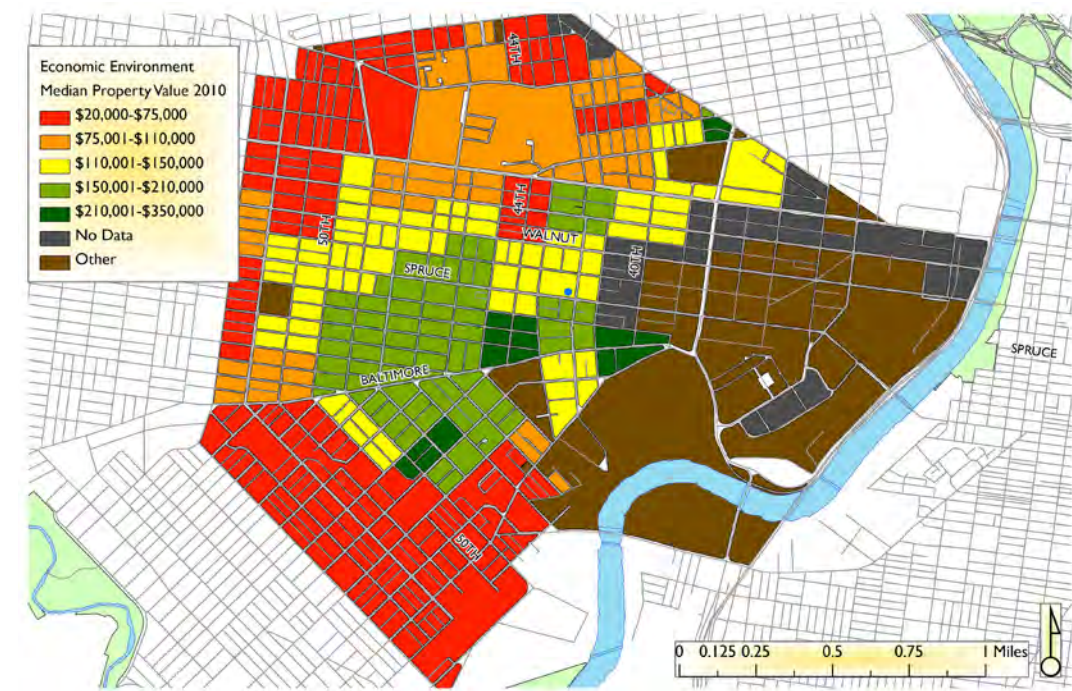 Economic Environment
Median Property Value 2010
$20,000-$75,000
$75,001-$110,000
$110,001-$150,000
$150,001-$210,000
$210,001-$350,000
No Data
Other
44TH
50TH
44TH
WALNUT
40TH
SPRUCE
SPRUCE
BALTIMORE
50TH
0 0.125 0.25 0.5 0.75 1 Miles